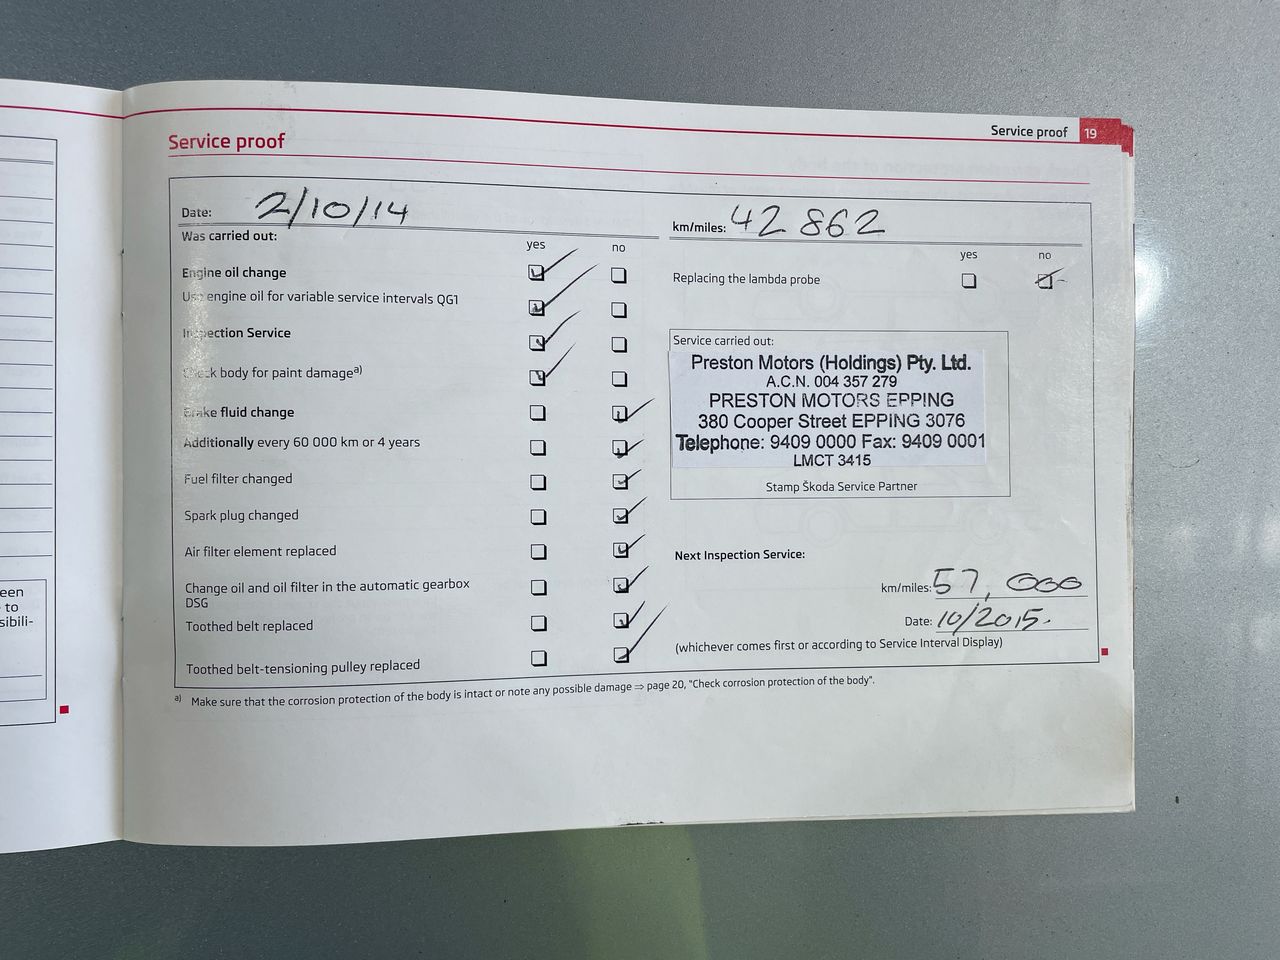 Service proof 19
Service proof
Date: 2/10/14
km/miles: 42 862
Was carried out:
yes no
Engine oil change
Use engine oil for variable service intervals QG1
Inspection Service
Check body for paint damage a)
Brake fluid change
Additionally every 60 000 km or 4 years
Fuel filter changed
Spark plug changed
Air filter element replaced
Change oil and oil filter in the automatic gearbox
DSG
Toothed belt replaced
Toothed belt-tensioning pulley replaced
yes no
Replacing the lambda probe
Service carried out:
Preston Motors (Holdings) Pty. Ltd.
A.C.N. 004 357 279
PRESTON MOTORS EPPING
380 Cooper Street EPPING 3076
Telephone: 9409 0000 Fax: 9409 0001
LMCT 3415
Stamp Škoda Service Partner
Next Inspection Service:
km/miles: 57,000
Date: 10/2015.
(whichever comes first or according to Service Interval Display)
a) Make sure that the corrosion protection of the body is intact or note any possible damage ⇒ page 20, "Check corrosion protection of the body".
een
to
sibili-